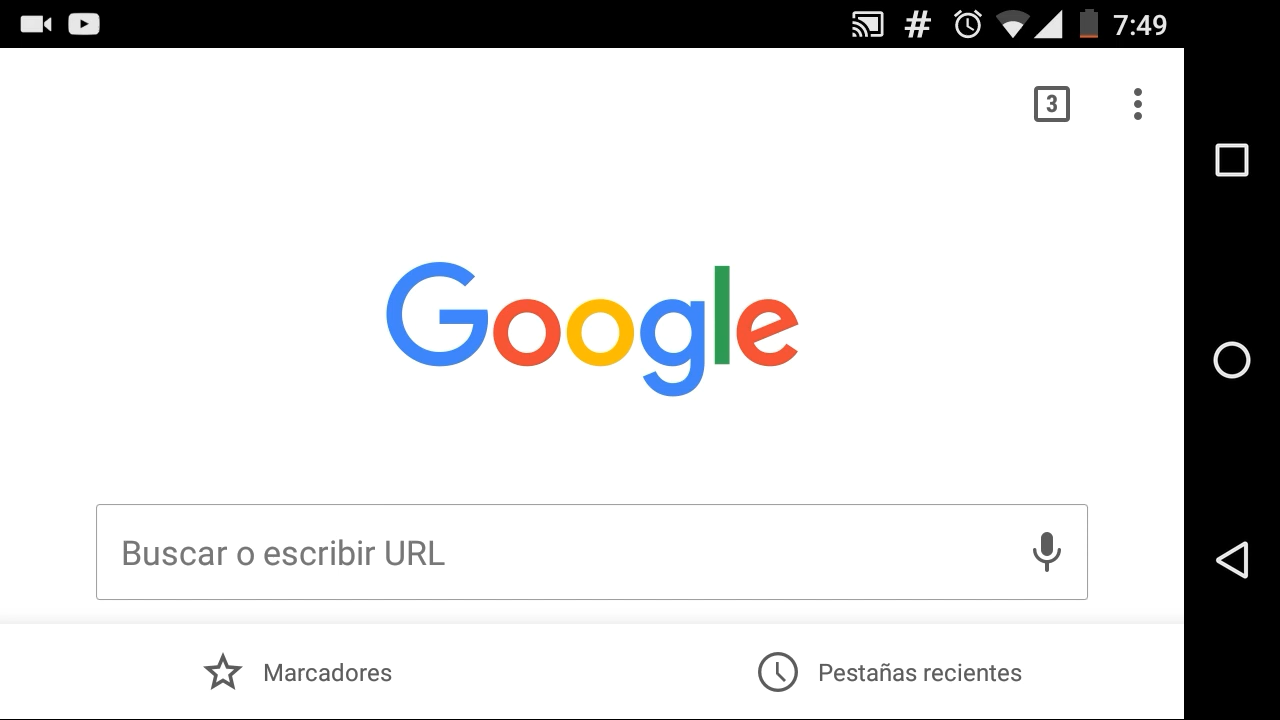 # 7:49
3
Google
Buscar o escribir URL
Marcadores Pestañas recientes